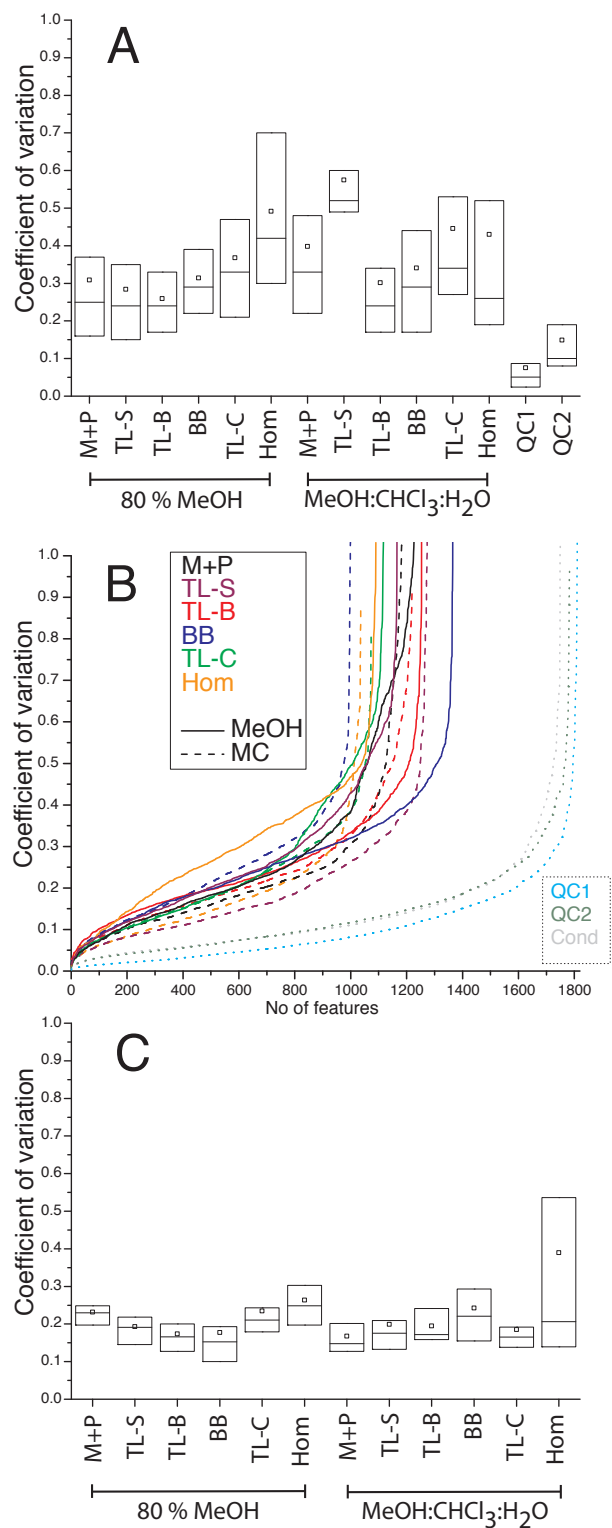 A
Coefficient of variation
1.0
0.9
0.8
0.7
0.6
0.5
0.4
0.3
0.2
0.1
0.0
M+P
TL-S
TL-B
BB
TL-C
Hom
M+P
TL-S
TL-B
BB
TL-C
Hom
QC1
QC2
80 % MeOH
MeOH:CHCl₃:H₂O
B
Coefficient of variation
1.0
0.9
0.8
0.7
0.6
0.5
0.4
0.3
0.2
0.1
0.0
M+P
TL-S
TL-B
BB
TL-C
Hom
MeOH
MC
QC1
QC2
Cond
0 200 400 600 800 1000 1200 1400 1600 1800
No of features
C
Coefficient of variation
1.0
0.9
0.8
0.7
0.6
0.5
0.4
0.3
0.2
0.1
0.0
M+P
TL-S
TL-B
BB
TL-C
Hom
M+P
TL-S
TL-B
BB
TL-C
Hom
80 % MeOH
MeOH:CHCl₃:H₂O